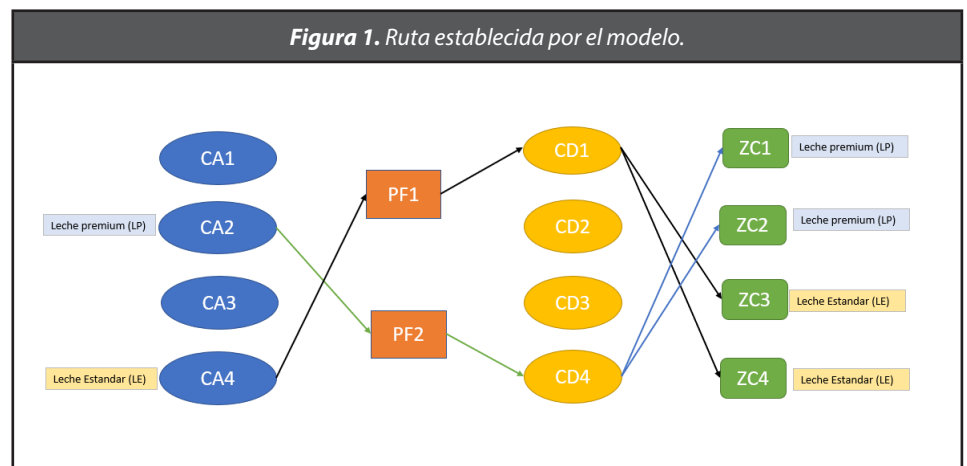 Figura 1. Ruta establecida por el modelo.
CA1
CD1
ZC1
Leche premium (LP)
PF1
Leche premium (LP)
CA2
CD2
ZC2
Leche premium (LP)
CA3
CD3
ZC3
Leche Estandar (LE)
PF2
Leche Estandar (LE)
CA4
CD4
ZC4
Leche Estandar (LE)